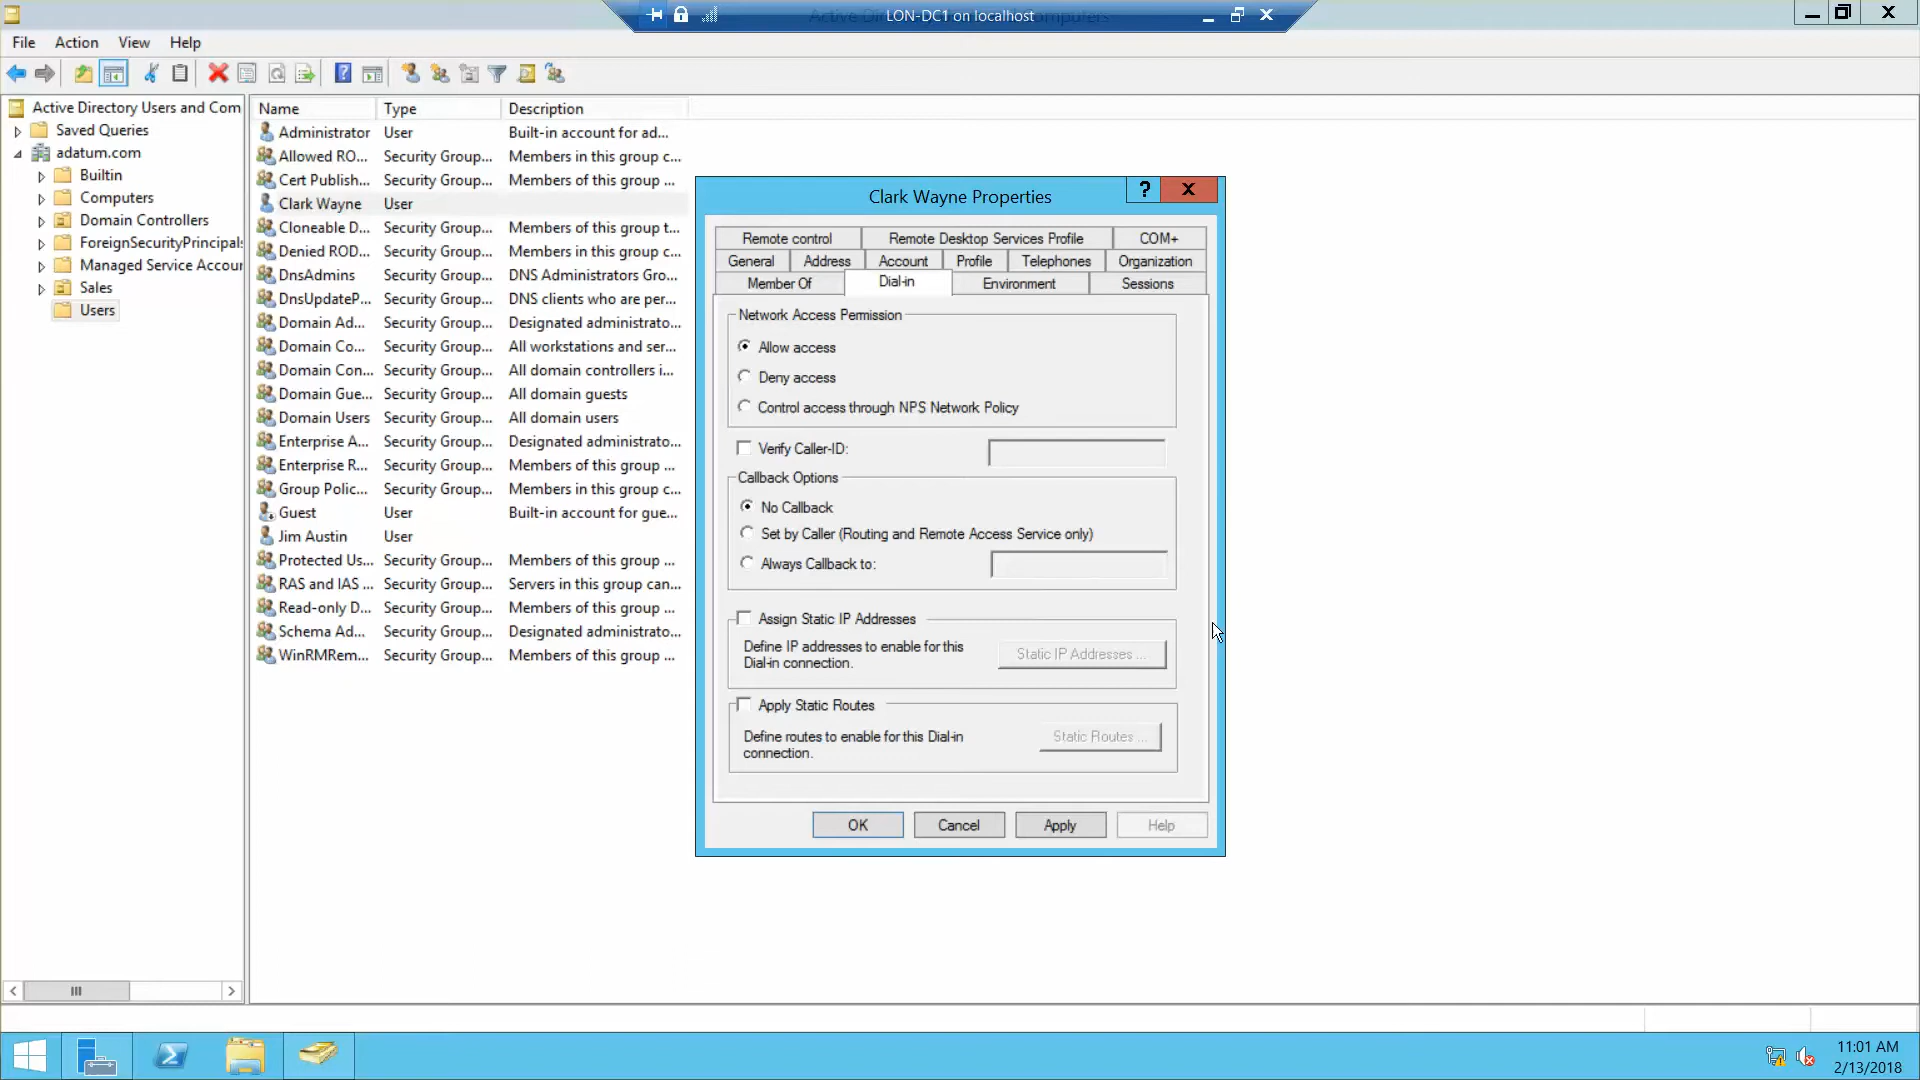 LON-DC1 on localhost
File Action View Help
Active Directory Users and Com
Saved Queries
adatum.com
Builtin
Computers
Domain Controllers
ForeignSecurityPrincipals
Managed Service Accour
Sales
Users
Name Type Description
Administrator User Built-in account for ad...
Allowed RO... Security Group... Members in this group c...
Cert Publish... Security Group... Members of this group ...
Clark Wayne User
Cloneable D... Security Group... Members of this group t...
Denied ROD... Security Group... Members in this group c...
DnsAdmins Security Group... DNS Administrators Gro...
DnsUpdateP... Security Group... DNS clients who are per...
Domain Ad... Security Group... Designated administrato...
Domain Co... Security Group... All workstations and ser...
Domain Con... Security Group... All domain controllers i...
Domain Gue... Security Group... All domain guests
Domain Users Security Group... All domain users
Enterprise A... Security Group... Designated administrato...
Enterprise R... Security Group... Members of this group ...
Group Polic... Security Group... Members in this group c...
Guest User Built-in account for gue...
Jim Austin User
Protected Us... Security Group... Members of this group ...
RAS and IAS ... Security Group... Servers in this group can...
Read-only D... Security Group... Members of this group ...
Schema Ad... Security Group... Designated administrato...
WinRMRem... Security Group... Members of this group ...
Clark Wayne Properties
Remote control Remote Desktop Services Profile COM+
General Address Account Profile Telephones Organization
Member Of Dial-in Environment Sessions
Network Access Permission
Allow access
Deny access
Control access through NPS Network Policy
Verify Caller-ID:
Callback Options
No Callback
Set by Caller (Routing and Remote Access Service only)
Always Callback to:
Assign Static IP Addresses
Define IP addresses to enable for this
Dial-in connection.
Static IP Addresses ...
Apply Static Routes
Define routes to enable for this Dial-in
connection.
Static Routes ...
OK Cancel Apply Help
11:01 AM
2/13/2018